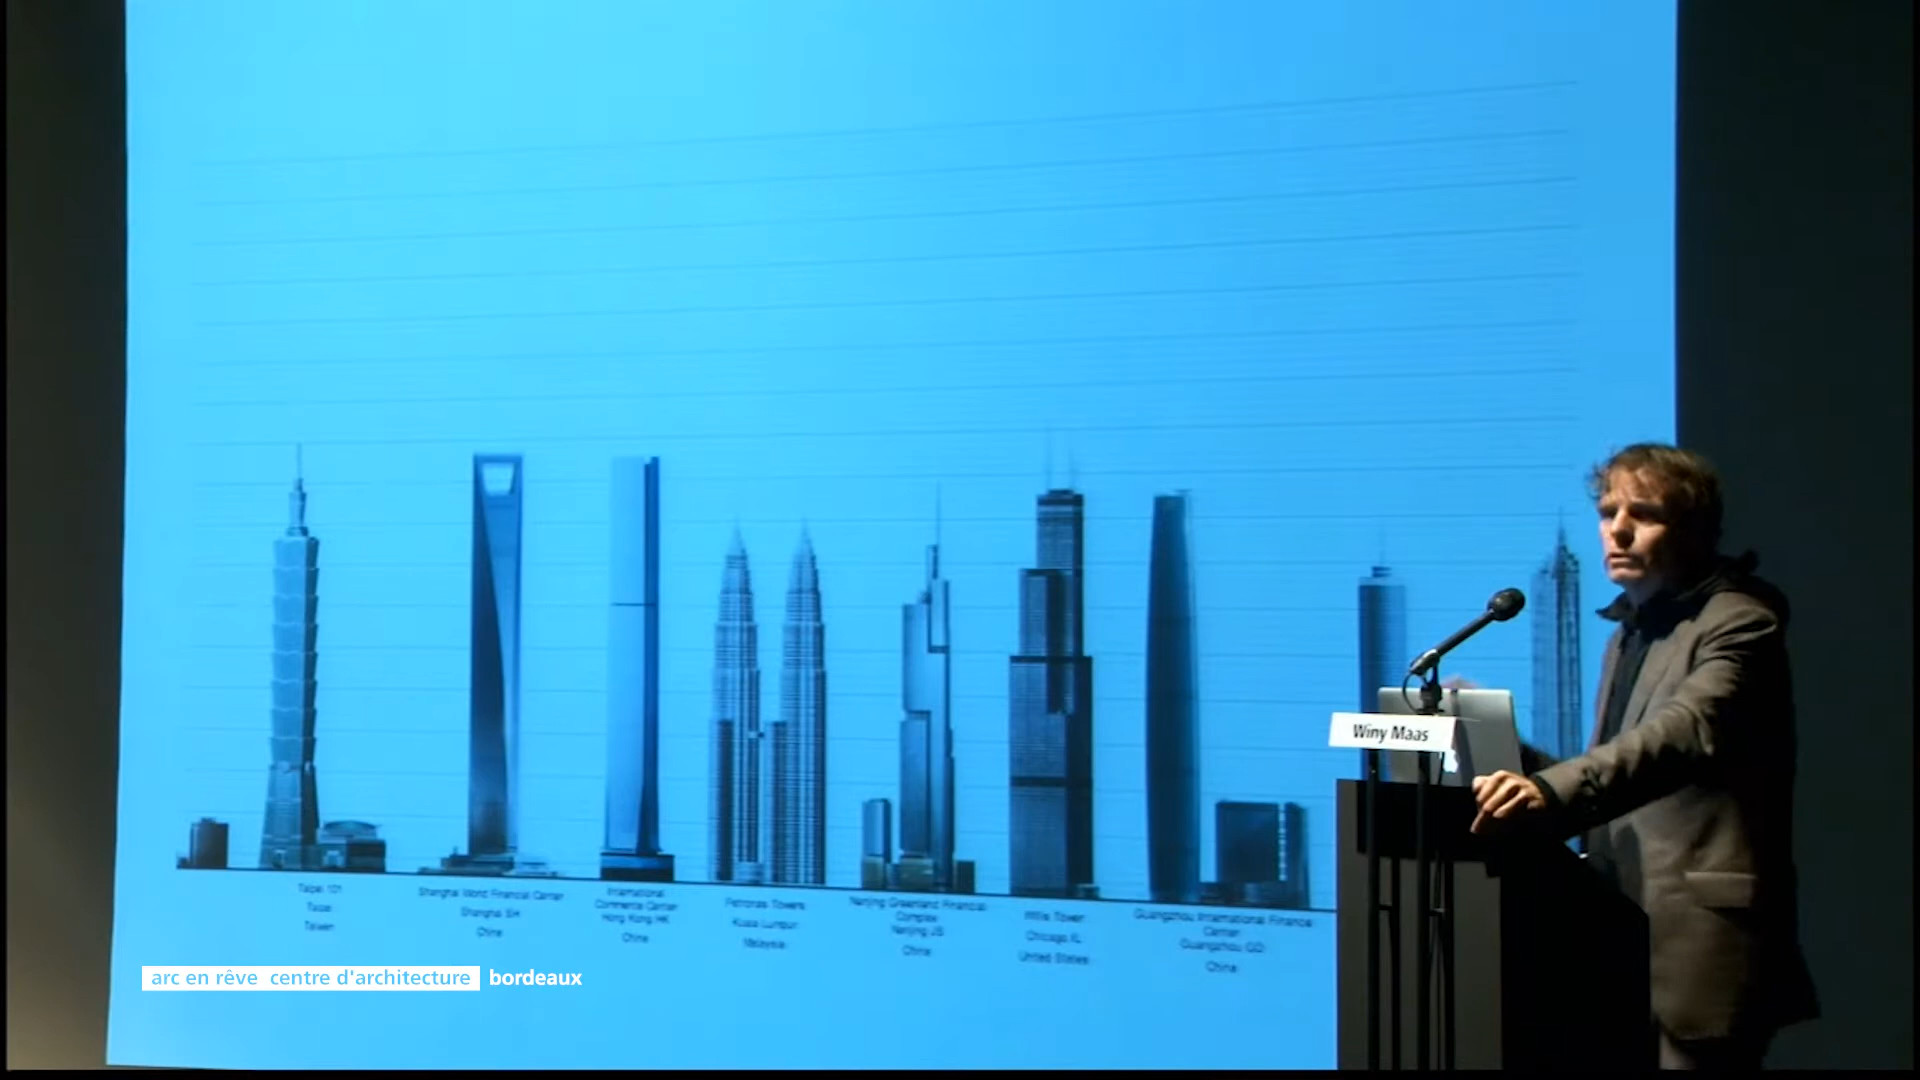 Winy Maas
Taipei 101
Taipei
Taiwan
Shanghai World Financial Center
Shanghai SH
China
International
Commerce Center
Hong Kong HK
China
Petronas Towers
Kuala Lumpur
Malaysia
Nanjing Greenland Financial
Complex
Nanjing JS
China
Willis Tower
Chicago IL
United States
Guangzhou International Finance
Center
Guangzhou GD
China
arc en rêve centre d'architecture bordeaux